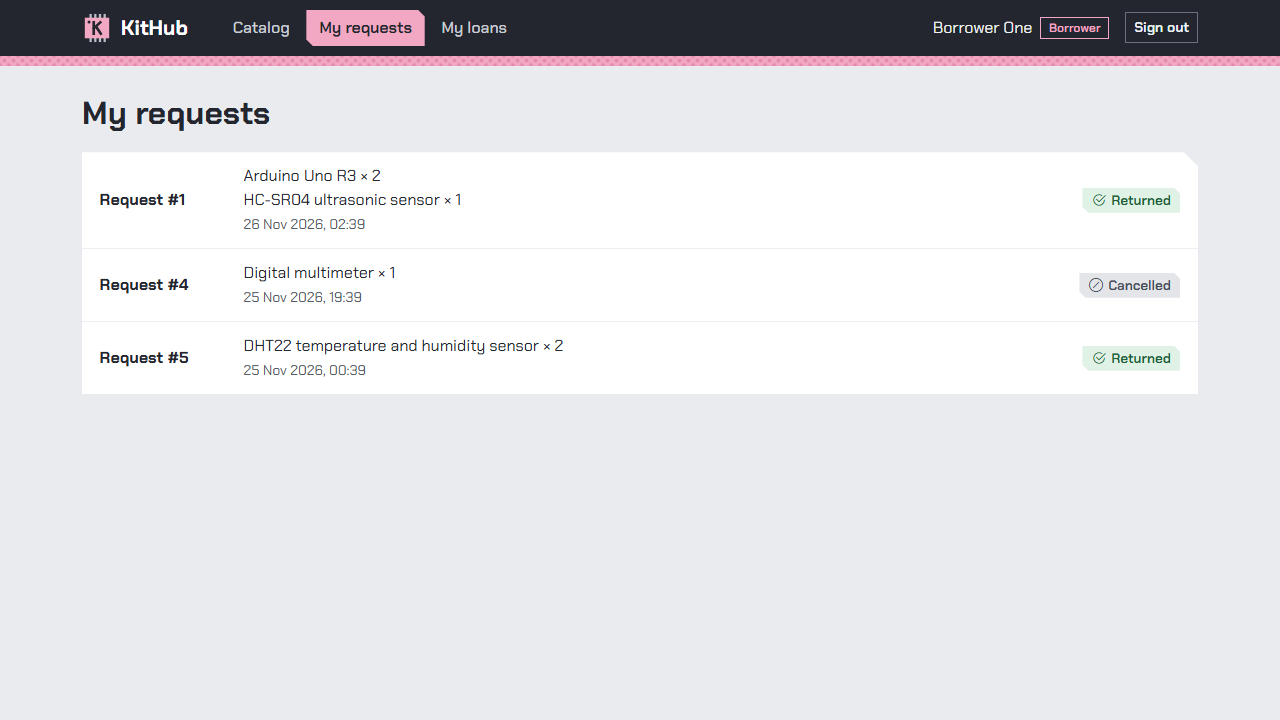 KitHub
Catalog
My requests
My loans
Borrower One
Borrower
Sign out
My requests
Request #1
Arduino Uno R3 × 2
HC-SR04 ultrasonic sensor × 1
26 Nov 2026, 02:39
Returned
Request #4
Digital multimeter × 1
25 Nov 2026, 19:39
Cancelled
Request #5
DHT22 temperature and humidity sensor × 2
25 Nov 2026, 00:39
Returned